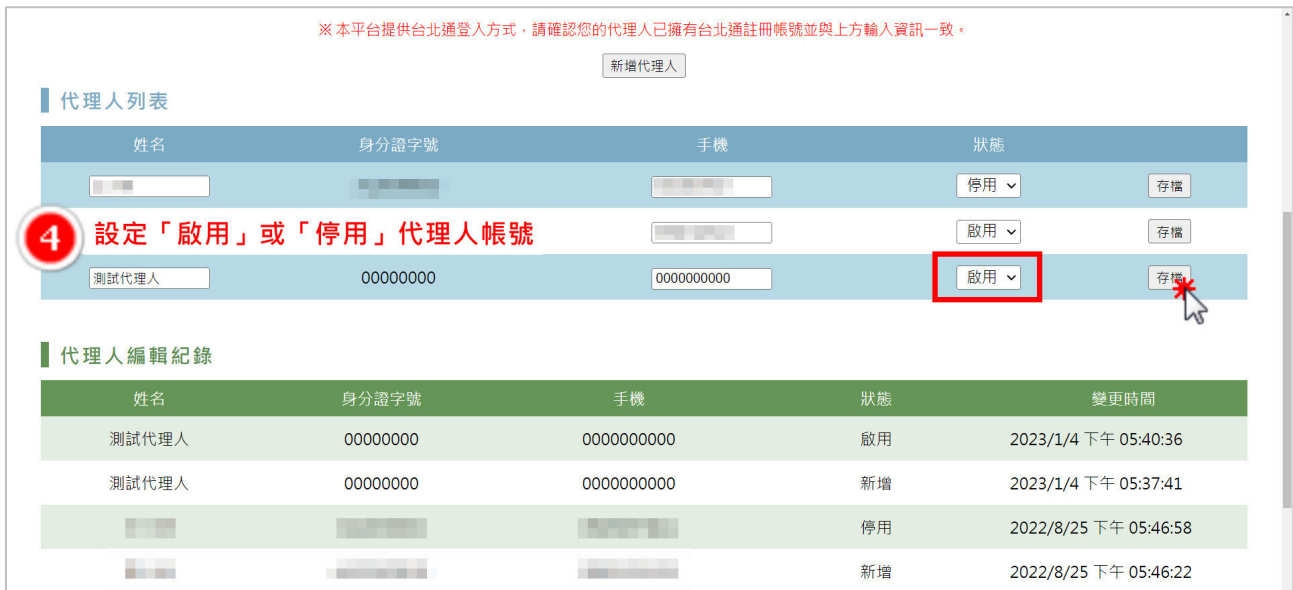 ※本平台提供台北通登入方式，請確認您的代理人已擁有台北通註冊帳號並與上方輸入資訊一致。
新增代理人
代理人列表
姓名 身分證字號 手機 狀態
停用 存檔
4 設定「啟用」或「停用」代理人帳號 啟用 存檔
測試代理人 00000000 0000000000 啟用 存檔
代理人編輯紀錄
姓名 身分證字號 手機 狀態 變更時間
測試代理人 00000000 0000000000 啟用 2023/1/4 下午 05:40:36
測試代理人 00000000 0000000000 新增 2023/1/4 下午 05:37:41
停用 2022/8/25 下午 05:46:58
新增 2022/8/25 下午 05:46:22